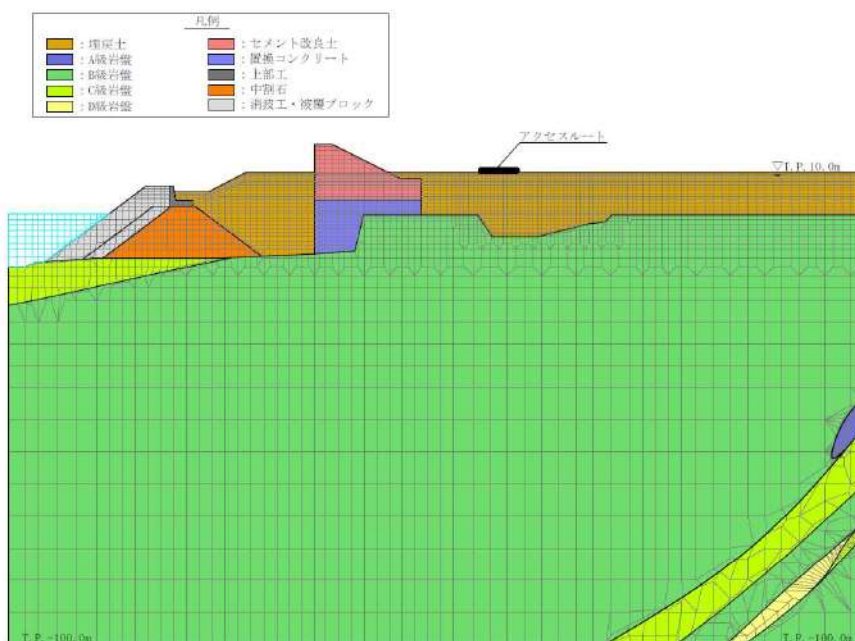 凡例
：埋戻土
：A級岩盤
：B級岩盤
：C級岩盤
：D級岩盤
：セメント改良土
：置換コンクリート
：上部工
：中割石
：消波工・被覆ブロック
アクセスルート
▽T.P.10.0m
T.P.-100.0m
T.P.-100.0m